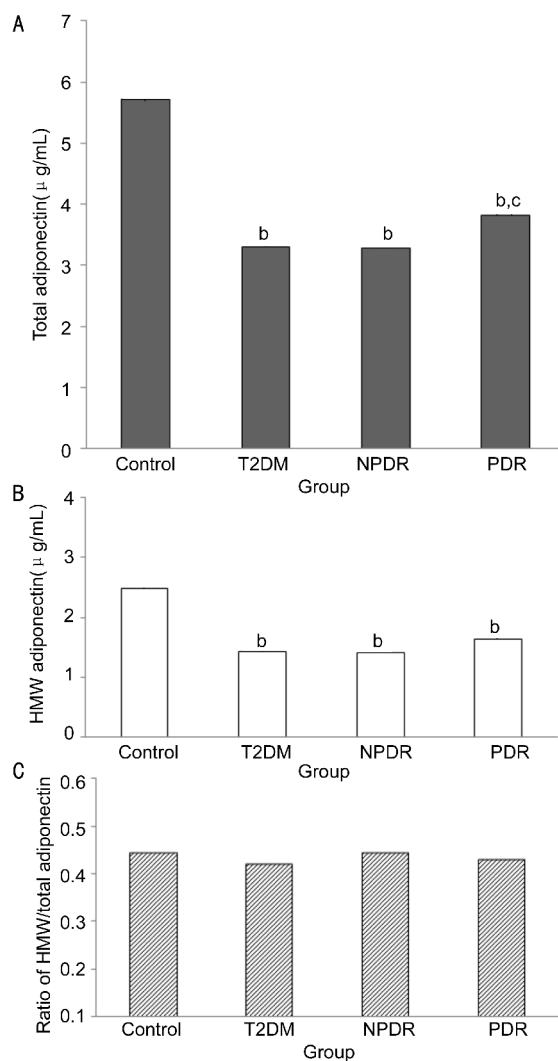 A
Total adiponectin( μ g/mL)
7
6
5
4
3
2
1
0
b
b
b,c
Control T2DM NPDR PDR
Group
B
HMW adiponectin( μ g/mL)
4
3
2
1
0
b
b
b
Control T2DM NPDR PDR
Group
C
Ratio of HMW/total adiponectin
0.6
0.5
0.4
0.3
0.2
0.1
Control T2DM NPDR PDR
Group